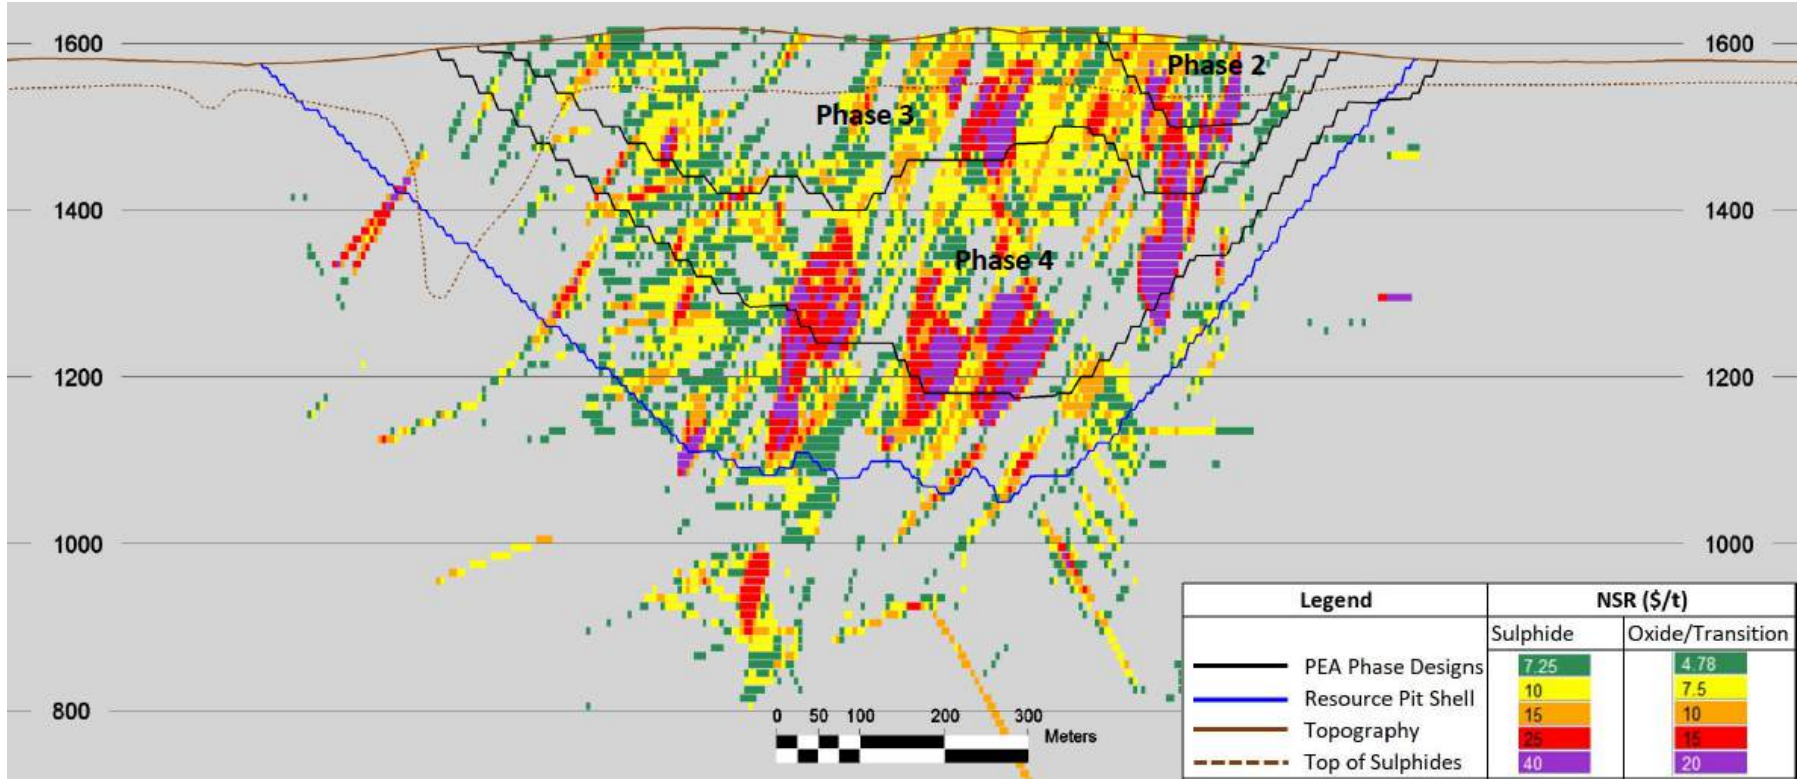 1600
1600
Phase 2
Phase 3
1400
1400
Phase 4
1200
1200
1000
1000
Legend
NSR ($/t)
Sulphide
Oxide/Transition
PEA Phase Designs
7.25
4.78
Resource Pit Shell
10
7.5
Topography
15
10
25
15
Top of Sulphides
40
20
800
0 50 100 200 300
Meters